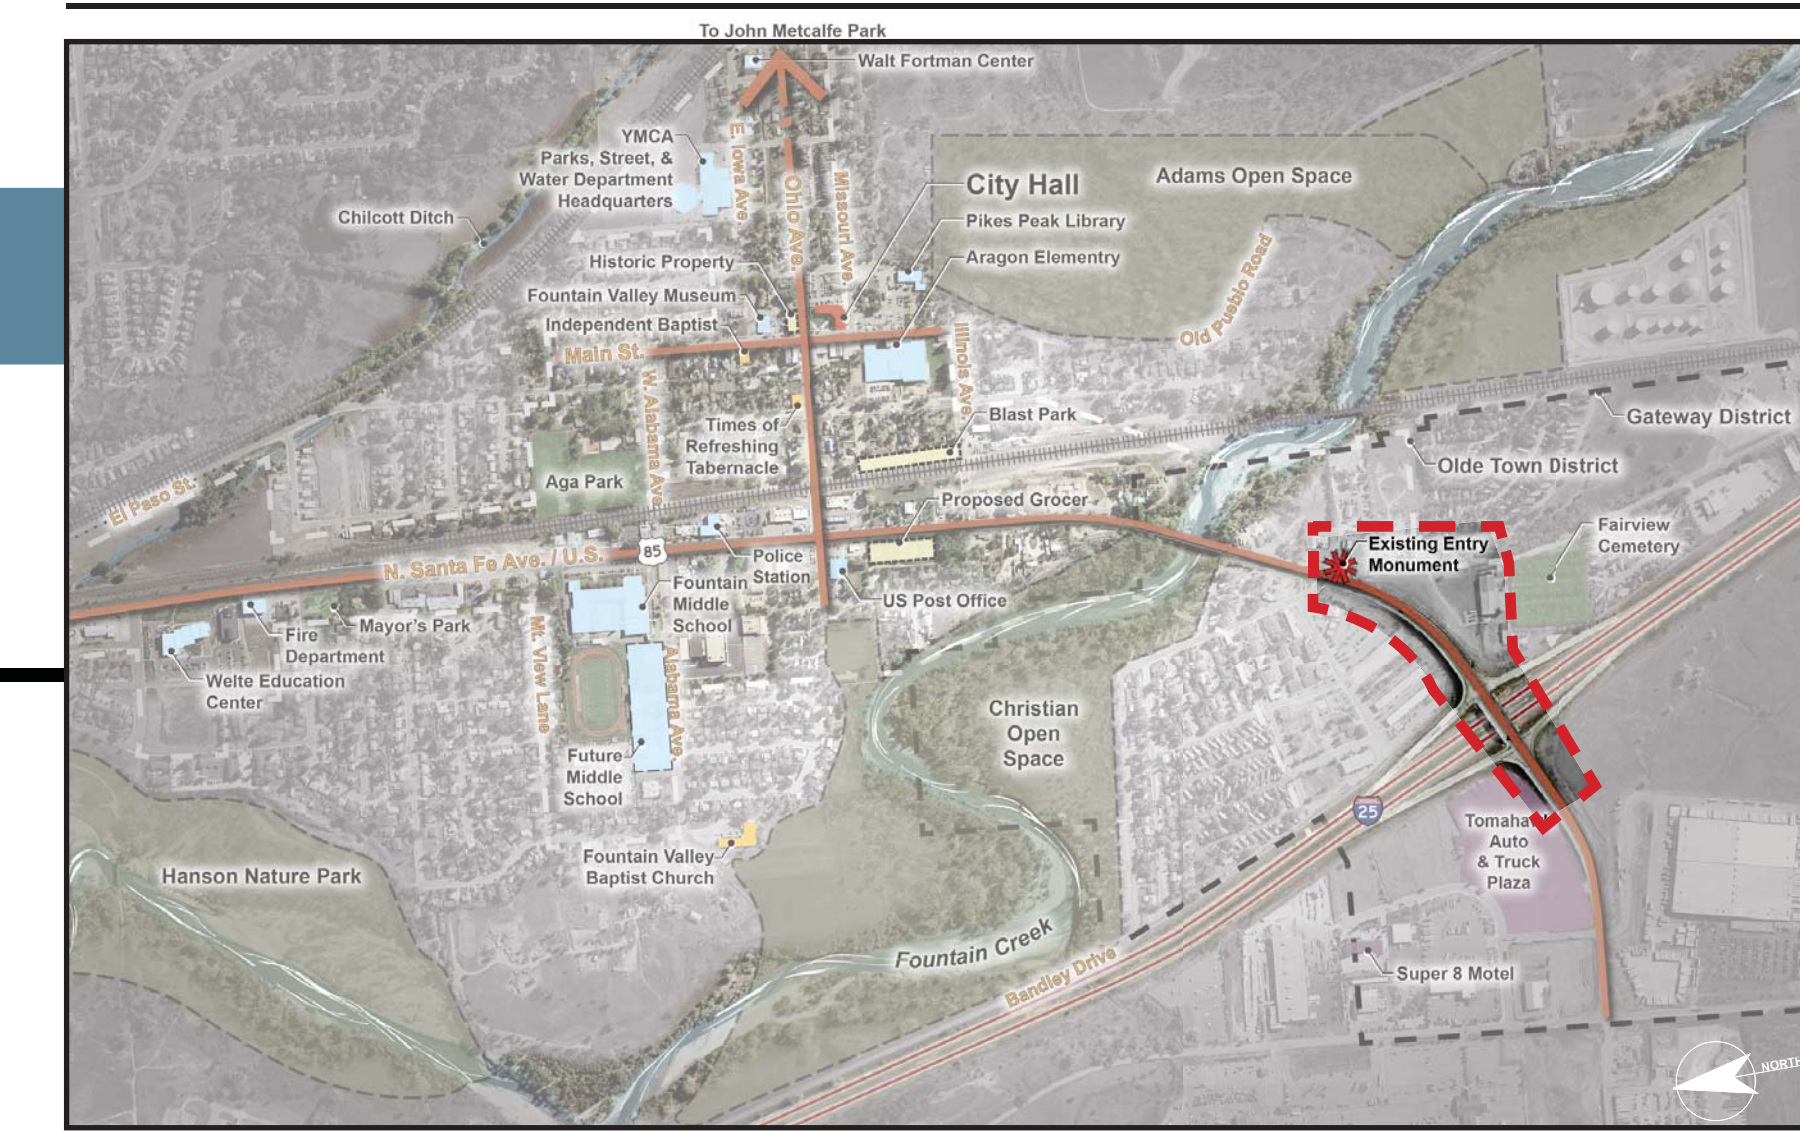 To John Metcalfe Park
Walt Fortman Center
YMCA
Parks, Street, &
Water Department
Headquarters
E. Iowa Ave.
Ohio Ave.
Missouri Ave.
City Hall
Adams Open Space
Pikes Peak Library
Aragon Elementry
Chilcott Ditch
Historic Property
Fountain Valley Museum
Independent Baptist
Main St.
Old Pueblo Road
Illinois Ave.
W. Alabama Ave.
Times of
Refreshing
Tabernacle
Blast Park
Gateway District
Olde Town District
Aga Park
El Paso St.
Proposed Grocer
Fairview
Cemetery
Existing Entry
Monument
N. Santa Fe Ave. / U.S.
85
Police
Station
Fountain
Middle
School
US Post Office
Mayor's Park
Fire
Department
Welte Education
Center
Mt. View Lane
Alabama Ave.
Christian
Open
Space
Future
Middle
School
25
Tomahawk
Auto
& Truck
Plaza
Fountain Valley
Baptist Church
Hanson Nature Park
Fountain Creek
Bandley Drive
Super 8 Motel
NORTH